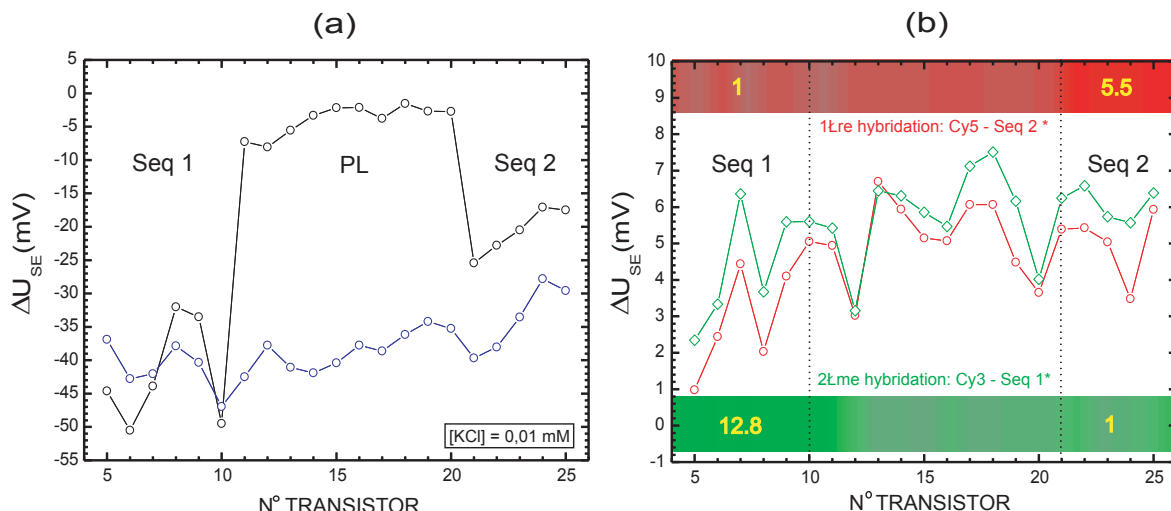 (a)
5
0
-5
-10
-15
-20
-25
-30
-35
-40
-45
-50
-55
ΔU_SE (mV)
Seq 1
PL
Seq 2
[KCl] = 0,01 mM
5 10 15 20 25
N° TRANSISTOR
(b)
10
9
8
7
6
5
4
3
2
1
0
-1
ΔU_SE (mV)
1
5.5
1Łre hybridation: Cy5 - Seq 2 *
Seq 1
Seq 2
2Łme hybridation: Cy3 - Seq 1*
12.8
1
5 10 15 20 25
N° TRANSISTOR